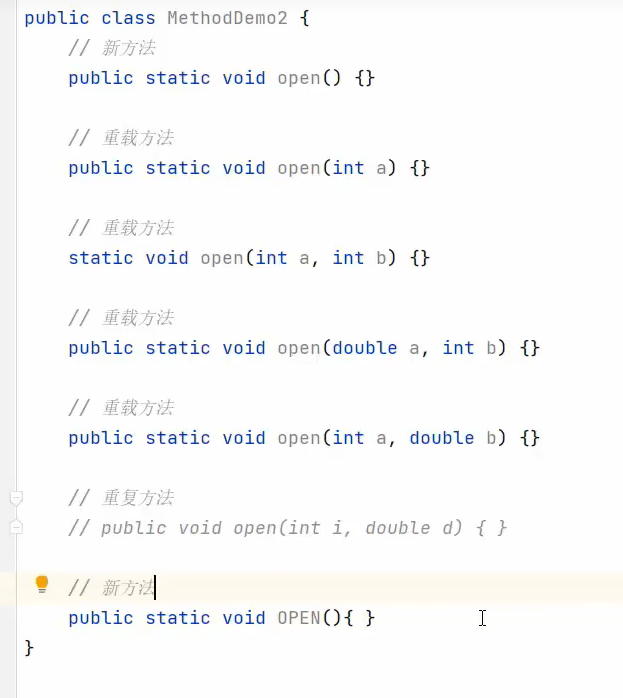 public class MethodDemo2 {
// 新方法
public static void open() {}
// 重载方法
public static void open(int a) {}
// 重载方法
static void open(int a, int b) {}
// 重载方法
public static void open(double a, int b) {}
// 重载方法
public static void open(int a, double b) {}
// 重复方法
// public void open(int i, double d) { }
// 新方法
public static void OPEN(){ }
}